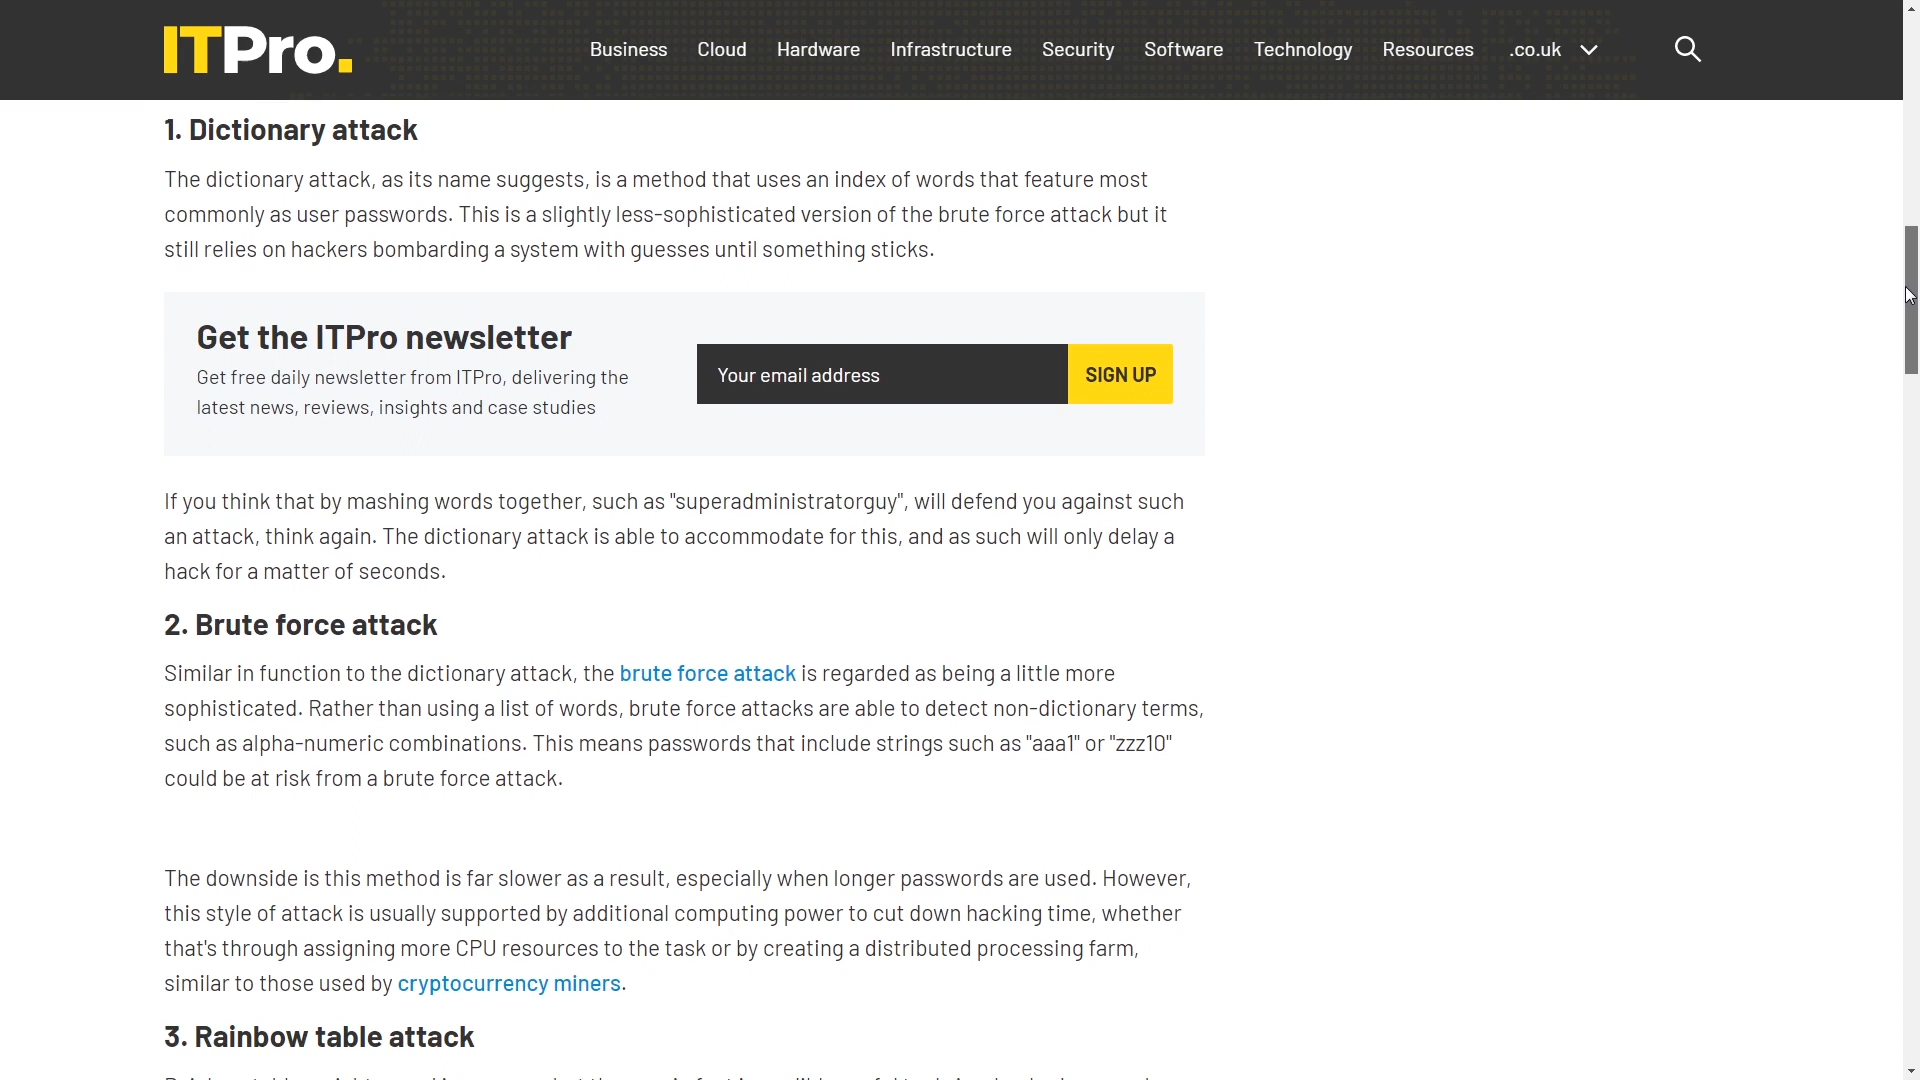 ITPro.
Business Cloud Hardware Infrastructure Security Software Technology Resources .co.uk
1. Dictionary attack
The dictionary attack, as its name suggests, is a method that uses an index of words that feature most
commonly as user passwords. This is a slightly less-sophisticated version of the brute force attack but it
still relies on hackers bombarding a system with guesses until something sticks.
Get the ITPro newsletter
Get free daily newsletter from ITPro, delivering the
latest news, reviews, insights and case studies
Your email address
SIGN UP
If you think that by mashing words together, such as "superadministratorguy", will defend you against such
an attack, think again. The dictionary attack is able to accommodate for this, and as such will only delay a
hack for a matter of seconds.
2. Brute force attack
Similar in function to the dictionary attack, the brute force attack is regarded as being a little more
sophisticated. Rather than using a list of words, brute force attacks are able to detect non-dictionary terms,
such as alpha-numeric combinations. This means passwords that include strings such as "aaa1" or "zzz10"
could be at risk from a brute force attack.
The downside is this method is far slower as a result, especially when longer passwords are used. However,
this style of attack is usually supported by additional computing power to cut down hacking time, whether
that's through assigning more CPU resources to the task or by creating a distributed processing farm,
similar to those used by cryptocurrency miners.
3. Rainbow table attack